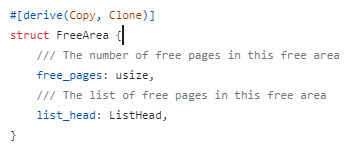 #[derive(Copy, Clone)]
struct FreeArea {
    /// The number of free pages in this free area
    free_pages: usize,
    /// The list of free pages in this free area
    list_head: ListHead,
}